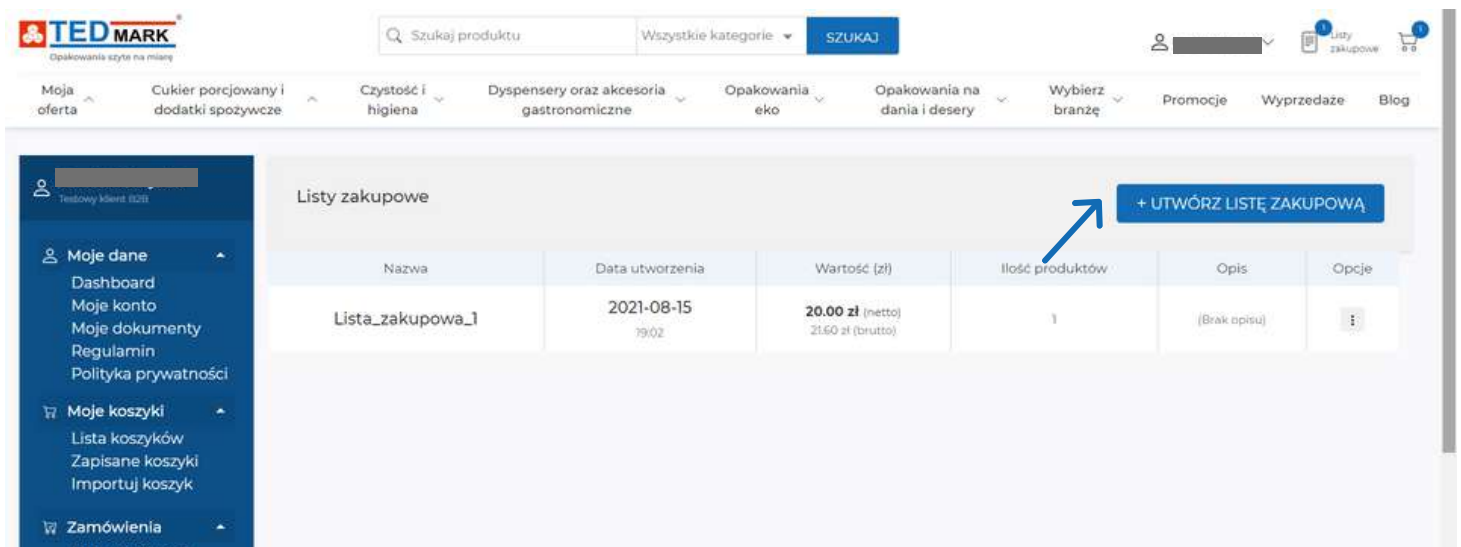 TEDMARK
Opakowania szyte na miarę
Szukaj produktu
Wszystkie kategorie
SZUKAJ
1
Listy
zakupowe
1
Moja
oferta
Cukier porcjowany i
dodatki spożywcze
Czystość i
higiena
Dyspensery oraz akcesoria
gastronomiczne
Opakowania
eko
Opakowania na
dania i desery
Wybierz
branżę
Promocje
Wyprzedaże
Blog
Testowy klient B2B
Moje dane
Dashboard
Moje konto
Moje dokumenty
Regulamin
Polityka prywatności
Moje koszyki
Lista koszyków
Zapisane koszyki
Importuj koszyk
Zamówienia
Listy zakupowe
+ UTWÓRZ LISTĘ ZAKUPOWĄ
Nazwa Data utworzenia Wartość (zł) Ilość produktów Opis Opcje
Lista_zakupowa_1 2021-08-15 20.00 zł (netto) 1 (Brak opisu)
19:02 21.60 zł (brutto)